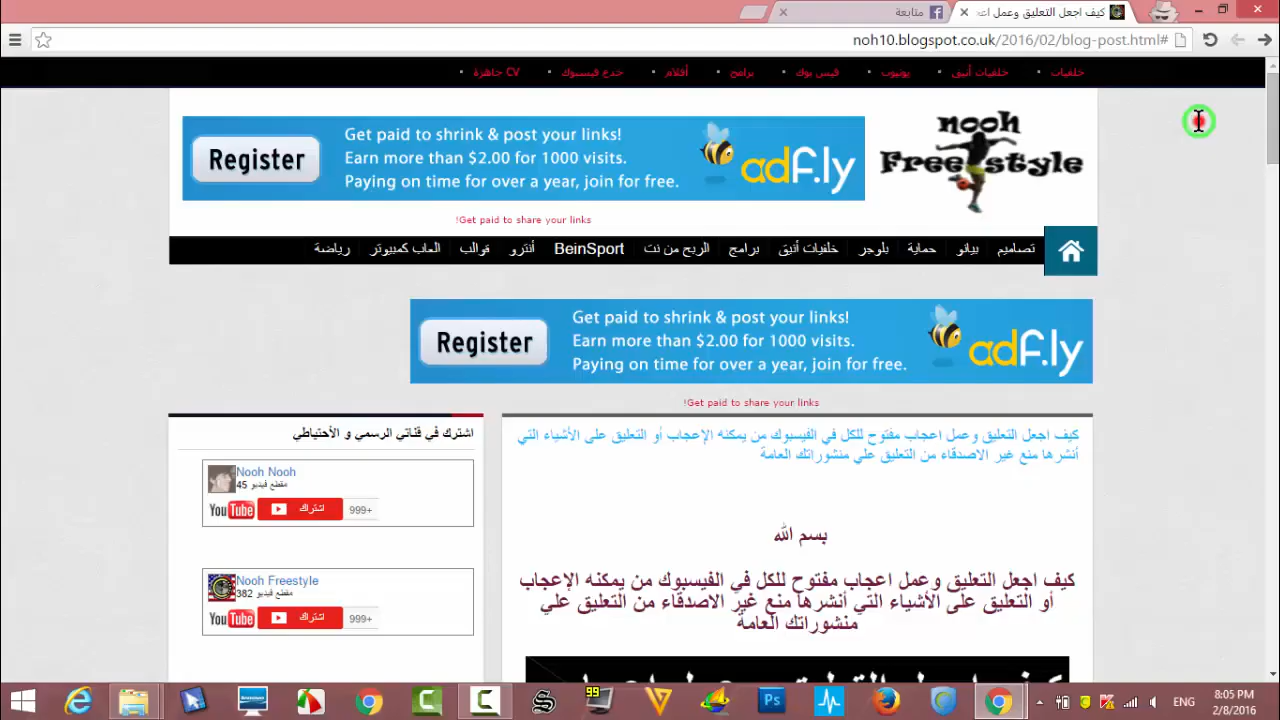 كيف اجعل التعليق وعمل اعـ
متابعة
noh10.blogspot.co.uk/2016/02/blog-post.html#
خلفيات
خلفيات أنيق
يوتيوب
فيس بوك
برامج
أفلام
خدع فيسبوك
CV جاهزة
Get paid to shrink & post your links!
Earn more than $2.00 for 1000 visits.
Paying on time for over a year, join for free.
Register
adf.ly
nooh
Freestyle
!Get paid to share your links
تصاميم
بيانو
حماية
بلوجر
خلفيات أنيق
برامج
الربح من نت
BeinSport
أنترو
قوالب
العاب كمبيوتر
رياضة
Get paid to shrink & post your links!
Earn more than $2.00 for 1000 visits.
Paying on time for over a year, join for free.
Register
adf.ly
!Get paid to share your links
كيف اجعل التعليق وعمل اعجاب مفتوح للكل في الفيسبوك من يمكنه الإعجاب أو التعليق على الأشياء التي
أنشرها منع غير الاصدقاء من التعليق علي منشوراتك العامة
بسم الله
كيف اجعل التعليق وعمل اعجاب مفتوح للكل في الفيسبوك من يمكنه الإعجاب
أو التعليق على الأشياء التي أنشرها منع غير الاصدقاء من التعليق علي
منشوراتك العامة
اشترك في قناتي الرسمي و الأحتياطي
Nooh Nooh
45 مقطع فيديو
YouTube اشتراك 999+
Nooh Freestyle
382 مقطع فيديو
YouTube اشتراك 999+
99
Ps
ENG
8:05 PM
2/8/2016